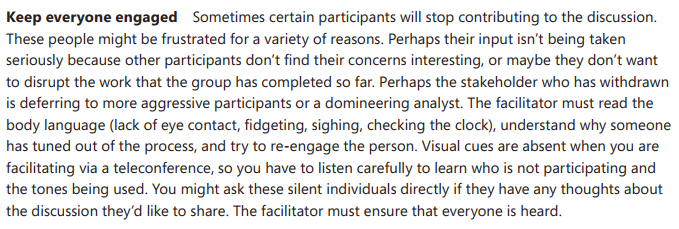 Keep everyone engaged Sometimes certain participants will stop contributing to the discussion.
These people might be frustrated for a variety of reasons. Perhaps their input isn't being taken
seriously because other participants don't find their concerns interesting, or maybe they don't want
to disrupt the work that the group has completed so far. Perhaps the stakeholder who has withdrawn
is deferring to more aggressive participants or a domineering analyst. The facilitator must read the
body language (lack of eye contact, fidgeting, sighing, checking the clock), understand why someone
has tuned out of the process, and try to re-engage the person. Visual cues are absent when you are
facilitating via a teleconference, so you have to listen carefully to learn who is not participating and
the tones being used. You might ask these silent individuals directly if they have any thoughts about
the discussion they'd like to share. The facilitator must ensure that everyone is heard.